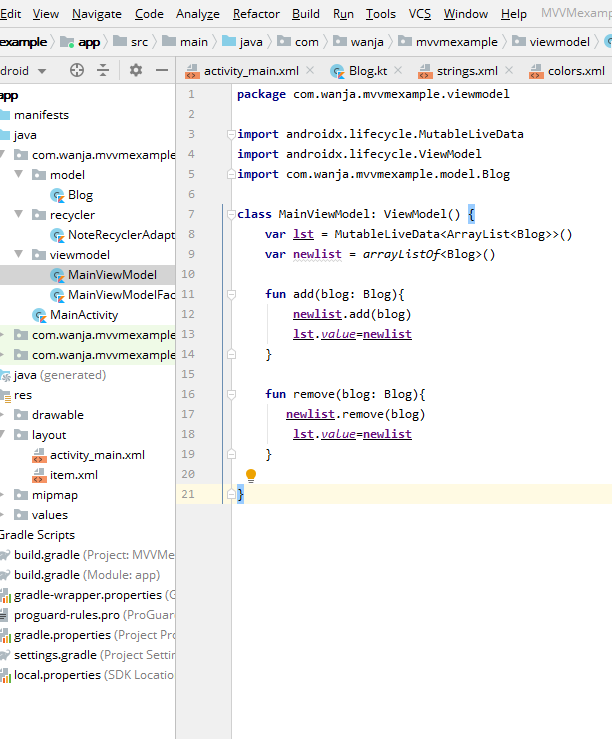 Edit View Navigate Code Analyze Refactor Build Run Tools VCS Window Help MVVMexample
example app src main java com wanja mvvmexample viewmodel
droid activity_main.xml Blog.kt strings.xml colors.xml
app
manifests
java
com.wanja.mvvmexample
model
Blog
recycler
NoteRecyclerAdapt
viewmodel
MainViewModel
MainViewModelFac
MainActivity
com.wanja.mvvmexample
com.wanja.mvvmexample
java (generated)
res
drawable
layout
activity_main.xml
item.xml
mipmap
values
Gradle Scripts
build.gradle (Project: MVVMe
build.gradle (Module: app)
gradle-wrapper.properties (G
proguard-rules.pro (ProGuar
gradle.properties (Project Pro
settings.gradle (Project Settin
local.properties (SDK Locatio
1 package com.wanja.mvvmexample.viewmodel
2
3 import androidx.lifecycle.MutableLiveData
4 import androidx.lifecycle.ViewModel
5 import com.wanja.mvvmexample.model.Blog
6
7 class MainViewModel: ViewModel() {
8 var lst = MutableLiveData<ArrayList<Blog>>()
9 var newlist = arrayListOf<Blog>()
10
11 fun add(blog: Blog){
12 newlist.add(blog)
13 lst.value=newlist
14 }
15
16 fun remove(blog: Blog){
17 newlist.remove(blog)
18 lst.value=newlist
19 }
20
21 }